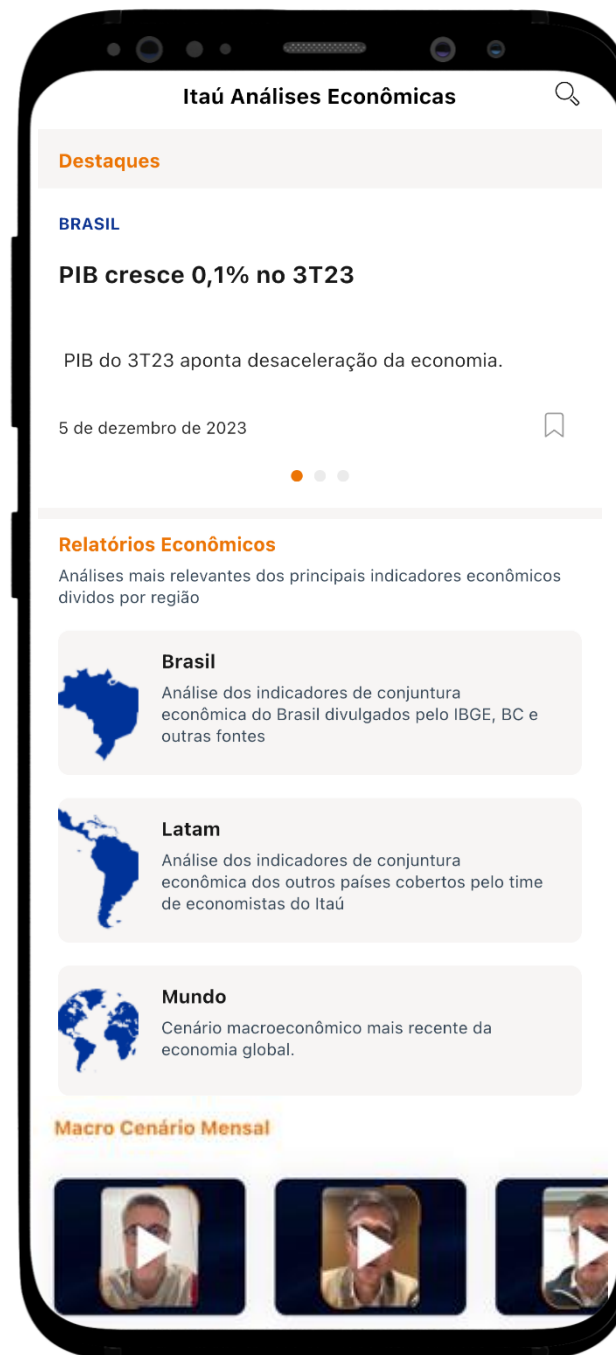 Itaú Análises Econômicas
Destaques
BRASIL
PIB cresce 0,1% no 3T23
PIB do 3T23 aponta desaceleração da economia.
5 de dezembro de 2023
Relatórios Econômicos
Análises mais relevantes dos principais indicadores econômicos
dividos por região
Brasil
Análise dos indicadores de conjuntura
econômica do Brasil divulgados pelo IBGE, BC e
outras fontes
Latam
Análise dos indicadores de conjuntura
econômica dos outros países cobertos pelo time
de economistas do Itaú
Mundo
Cenário macroeconômico mais recente da
economia global.
Macro Cenário Mensal